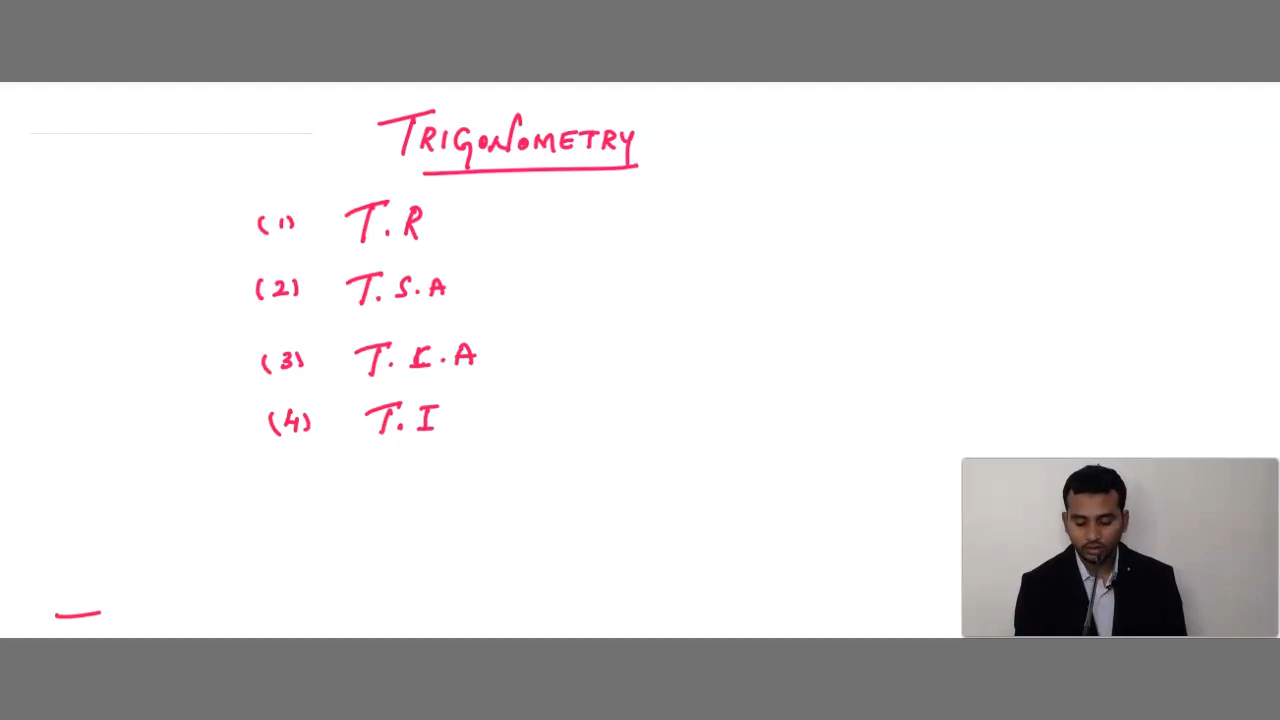 TRIGONOMETRY
(1) T.R
(2) T.S.A
(3) T.I.A
(4) T.I